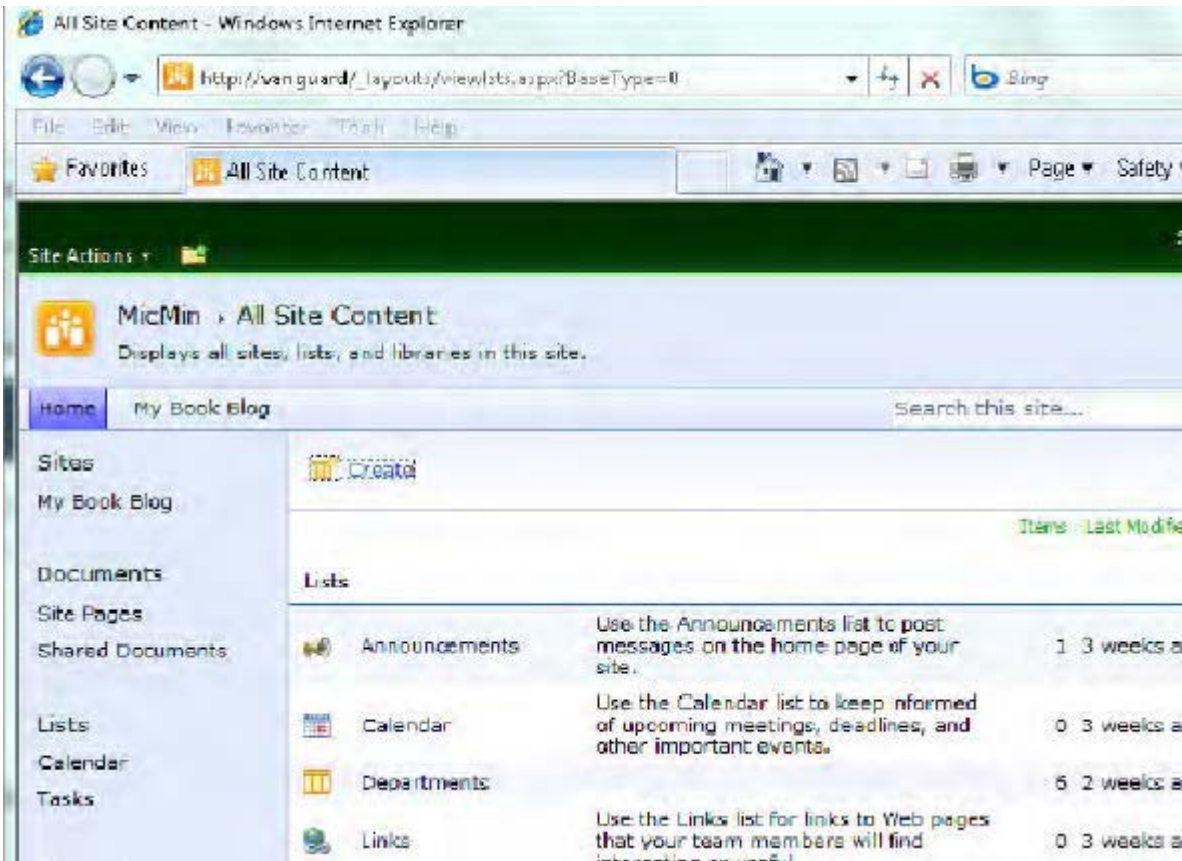 All Site Content - Windows Internet Explorer
http://vanguard/_layouts/viewlsts.aspx?BaseType=0
Bing
File Edit View Favorites Tools Help
Favorites All Site Content Page Safety
Site Actions
MicMin All Site Content
Displays all sites, lists, and libraries in this site.
Home My Book Blog Search this site...
Sites
My Book Blog
Documents
Site Pages
Shared Documents
Lists
Calendar
Tasks
Create
Items Last Modifie
Lists
Announcements
Use the Announcements list to post
messages on the home page of your
site.
1 3 weeks a
Calendar
Use the Calendar list to keep nformed
of upcoming meetings, deadlines, and
other important events.
0 3 weeks a
Departments
6 2 weeks a
Links
Use the Links list for links to Web pages
that your team members will find
0 3 weeks a